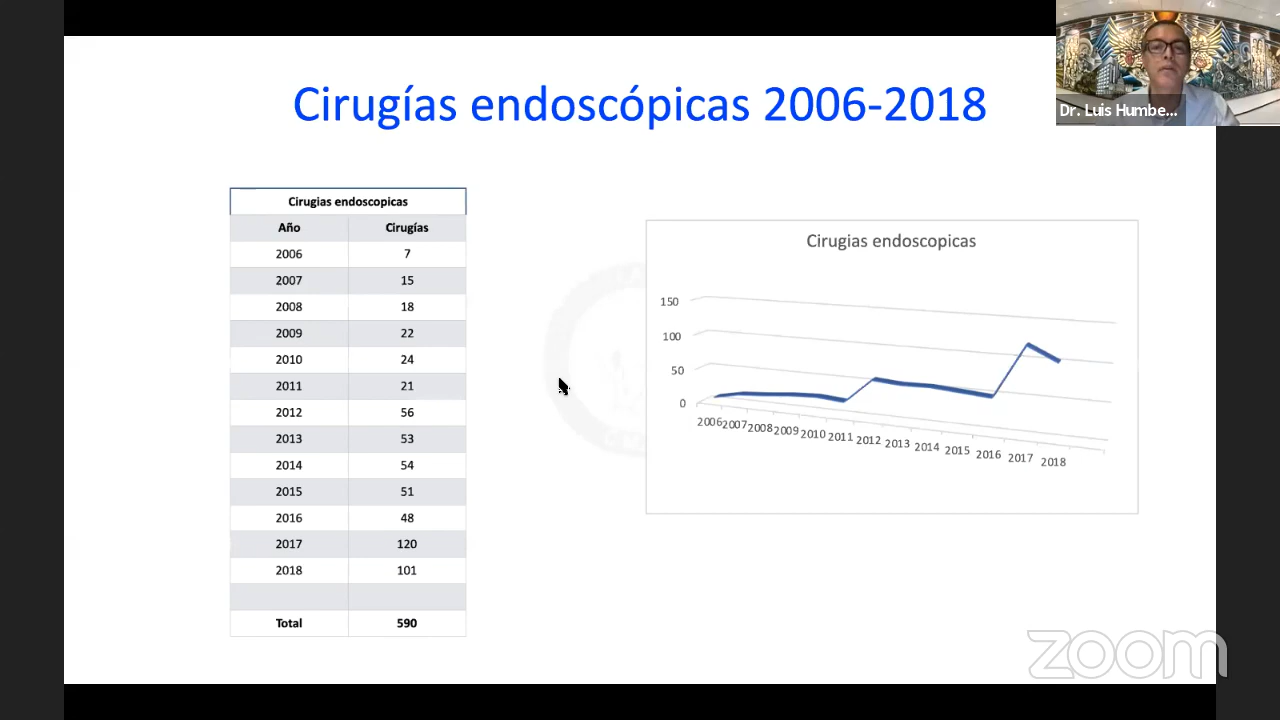 Cirugías endoscópicas 2006-2018
Dr. Luis Humbe...
Cirugias endoscopicas
Año Cirugías
2006 7
2007 15
2008 18
2009 22
2010 24
2011 21
2012 56
2013 53
2014 54
2015 51
2016 48
2017 120
2018 101
Total 590
Cirugias endoscopicas
150
100
50
0
2006 2007 2008 2009 2010 2011 2012 2013 2014 2015 2016 2017 2018
zoom